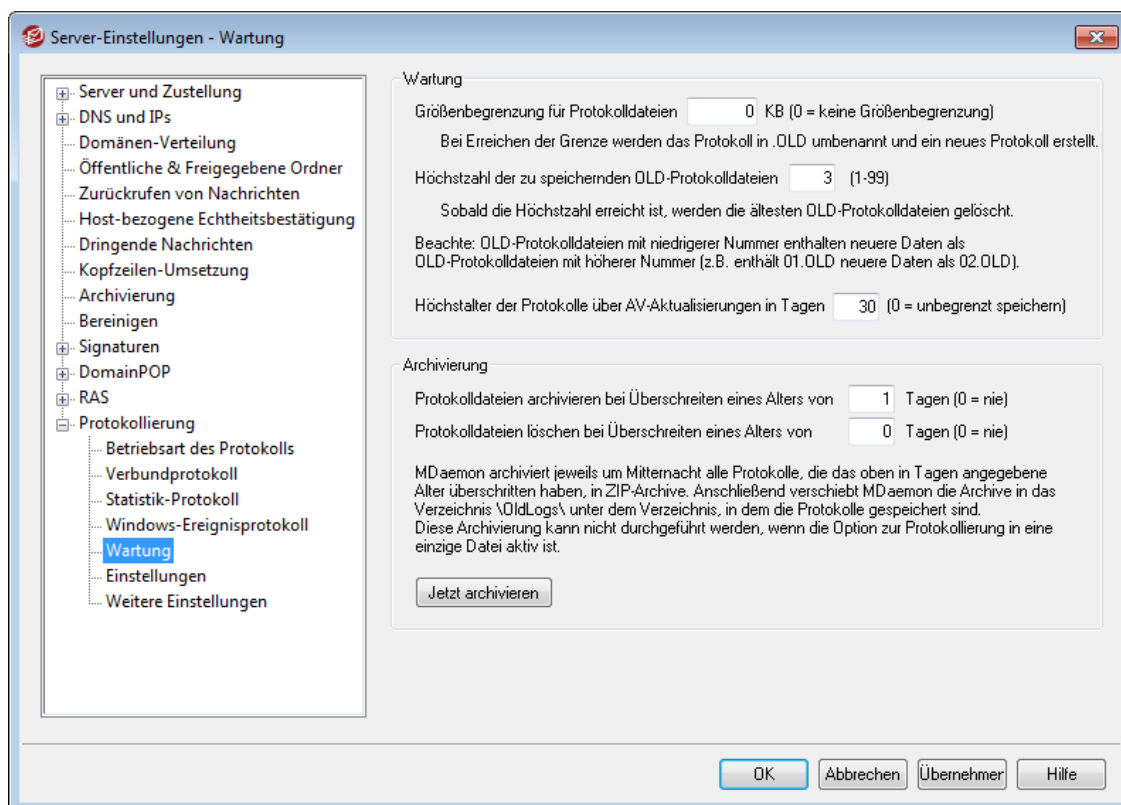 Server-Einstellungen - Wartung
Server und Zustellung
DNS und IPs
Domänen-Verteilung
Öffentliche & Freigegebene Ordner
Zurückrufen von Nachrichten
Host-bezogene Echtheitsbestätigung
Dringende Nachrichten
Kopfzeilen-Umsetzung
Archivierung
Bereinigen
Signaturen
DomainPOP
RAS
Protokollierung
Betriebsart des Protokolls
Verbundprotokoll
Statistik-Protokoll
Windows-Ereignisprotokoll
Wartung
Einstellungen
Weitere Einstellungen
Wartung
Größenbegrenzung für Protokolldateien 0 KB (0 = keine Größenbegrenzung)
Bei Erreichen der Grenze werden das Protokoll in .OLD umbenannt und ein neues Protokoll erstellt.
Höchstzahl der zu speichernden OLD-Protokolldateien 3 (1-99)
Sobald die Höchstzahl erreicht ist, werden die ältesten OLD-Protokolldateien gelöscht.
Beachte: OLD-Protokolldateien mit niedrigerer Nummer enthalten neuere Daten als
OLD-Protokolldateien mit höherer Nummer (z.B. enthält 01.OLD neuere Daten als 02.OLD).
Höchstalter der Protokolle über AV-Aktualisierungen in Tagen 30 (0 = unbegrenzt speichern)
Archivierung
Protokolldateien archivieren bei Überschreiten eines Alters von 1 Tagen (0 = nie)
Protokolldateien löschen bei Überschreiten eines Alters von 0 Tagen (0 = nie)
MDaemon archiviert jeweils um Mitternacht alle Protokolle, die das oben in Tagen angegebene
Alter überschritten haben, in ZIP-Archive. Anschließend verschiebt MDaemon die Archive in das
Verzeichnis \OldLogs\ unter dem Verzeichnis, in dem die Protokolle gespeichert sind.
Diese Archivierung kann nicht durchgeführt werden, wenn die Option zur Protokollierung in eine
einzige Datei aktiv ist.
Jetzt archivieren
OK Abbrechen Übernehmer Hilfe